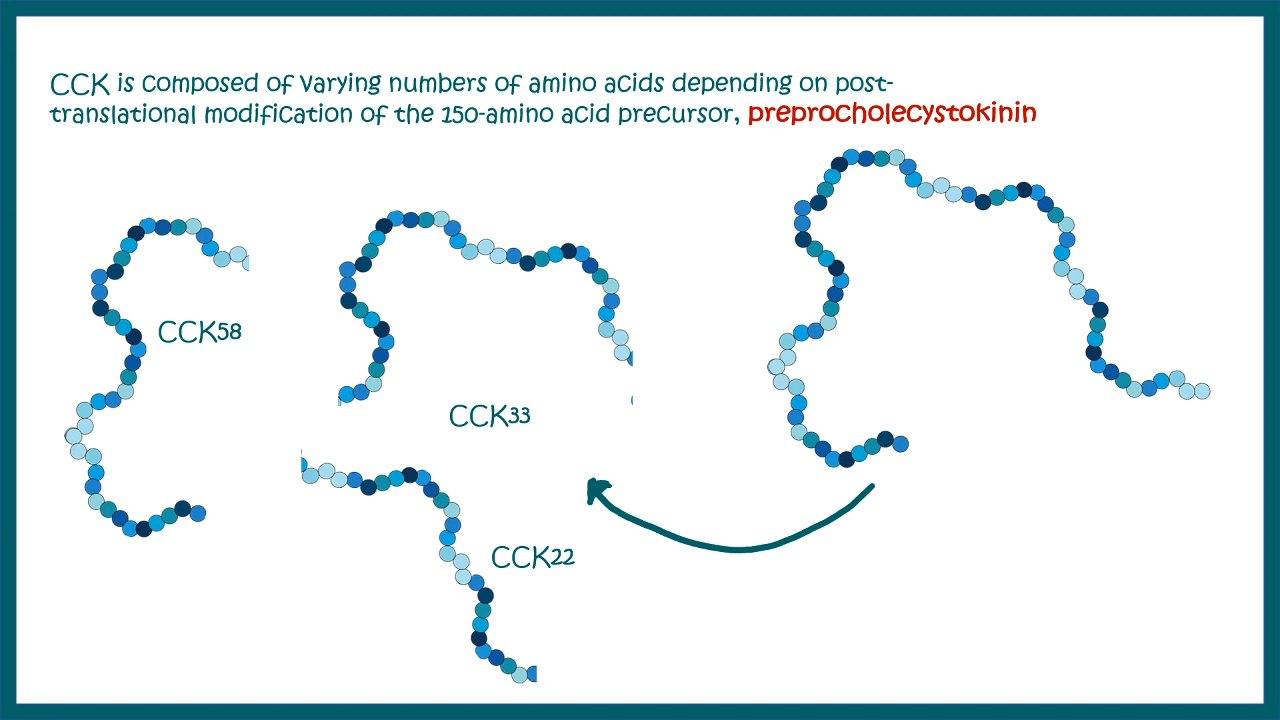 CCK is composed of varying numbers of amino acids depending on post-
translational modification of the 150-amino acid precursor, preprocholecystokinin
CCK58
CCK33
CCK22